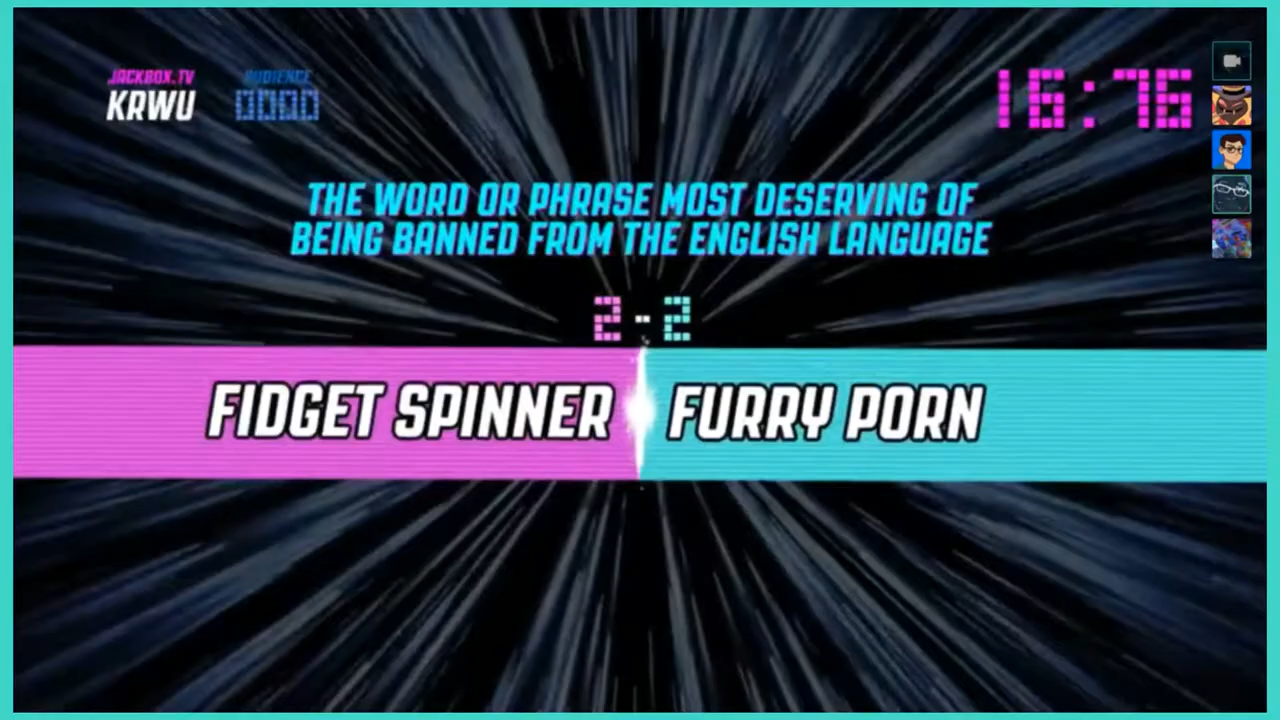 JACKBOX.TV
KRWU
AUDIENCE
0000
16:76
THE WORD OR PHRASE MOST DESERVING OF
BEING BANNED FROM THE ENGLISH LANGUAGE
2-2
FIDGET SPINNER
FURRY PORN